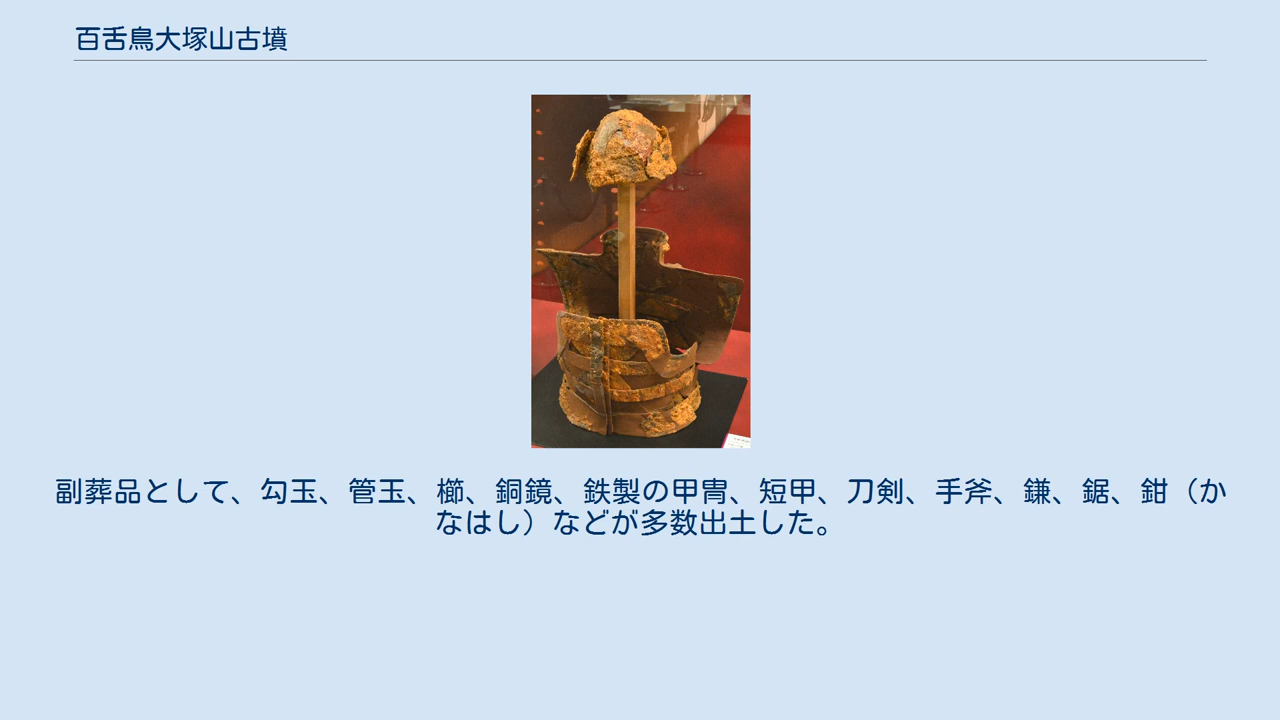 百舌鳥大塚山古墳
副葬品として、勾玉、管玉、曛、銅鏡、鉄製の甲冑、短甲、刀剣、手斧、鎌、鋸、鉗（か
なはし）などが多数出土した。